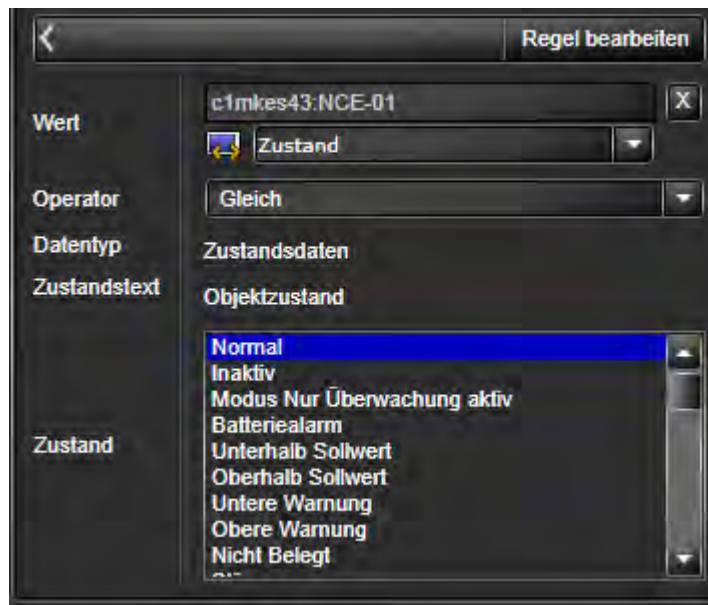 Regel bearbeiten
Wert
c1mkes43:NCE-01
X
Zustand
Operator
Gleich
Datentyp
Zustandsdaten
Zustandstext
Objektzustand
Zustand
Normal
Inaktiv
Modus Nur Überwachung aktiv
Batteriealarm
Unterhalb Sollwert
Oberhalb Sollwert
Untere Warnung
Obere Warnung
Nicht Belegt